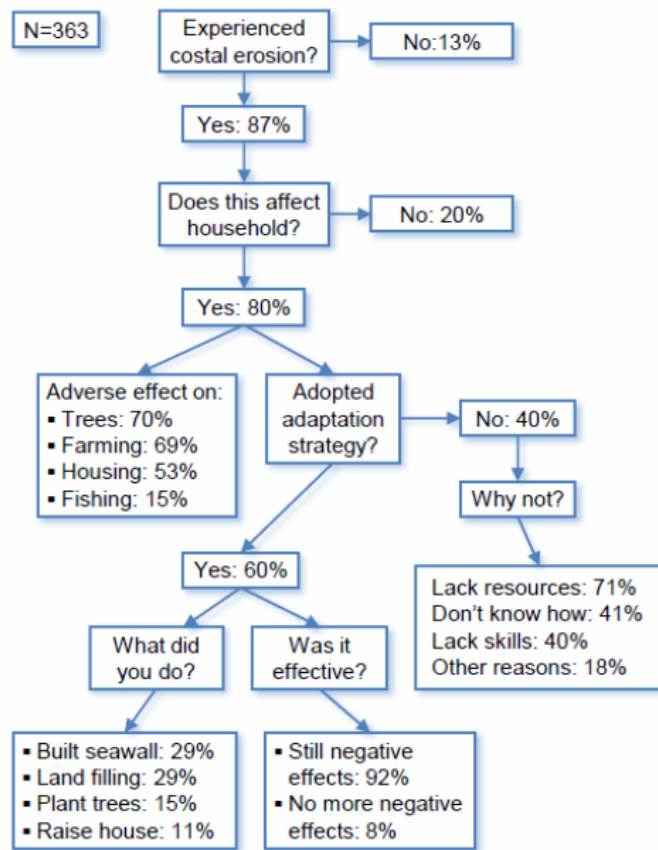 N=363
Experienced
costal erosion?
No:13%
Yes: 87%
Does this affect
household?
No: 20%
Yes: 80%
Adverse effect on:
▪ Trees: 70%
▪ Farming: 69%
▪ Housing: 53%
▪ Fishing: 15%
Adopted
adaptation
strategy?
No: 40%
Why not?
Lack resources: 71%
Don't know how: 41%
Lack skills: 40%
Other reasons: 18%
Yes: 60%
What did
you do?
Was it
effective?
▪ Built seawall: 29%
▪ Land filling: 29%
▪ Plant trees: 15%
▪ Raise house: 11%
▪ Still negative
effects: 92%
▪ No more negative
effects: 8%